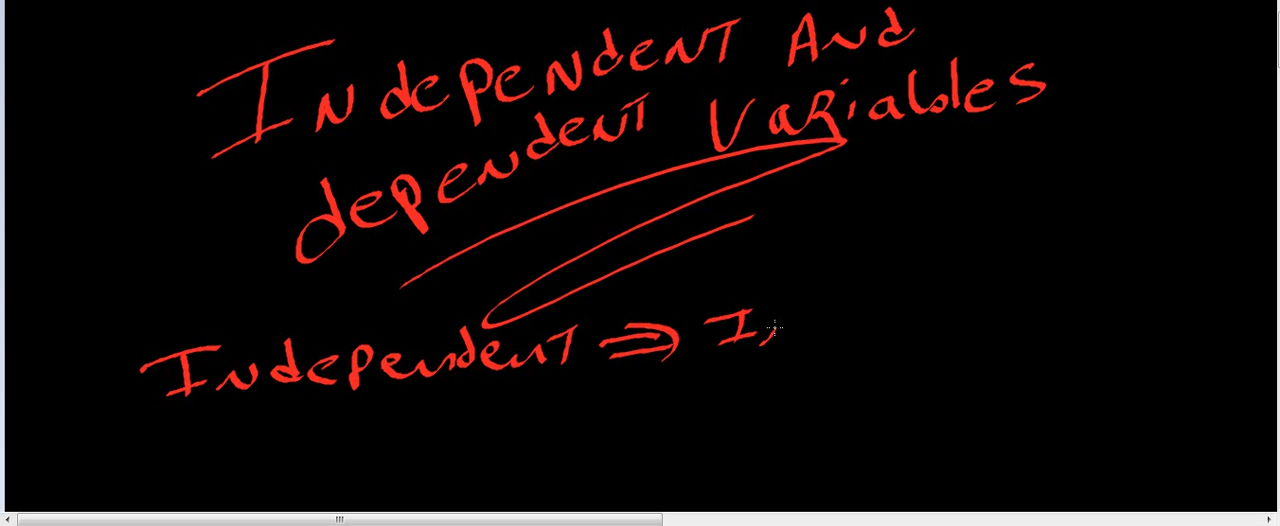 Independent And
dependent Variables
Independent ⇒ I